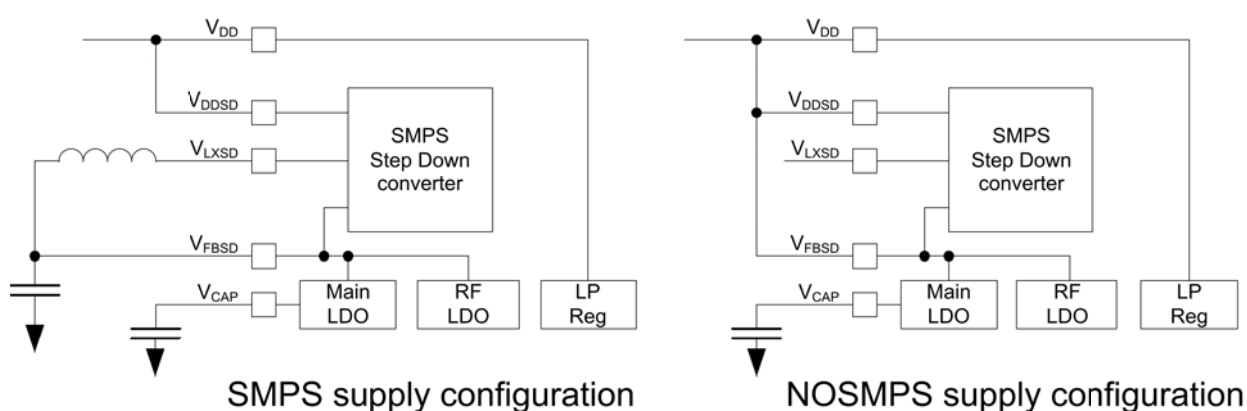 VDD
VDDSD
SMPS
Step Down
converter
VLXSD
VFBSD
VCAP
Main
LDO
RF
LDO
LP
Reg
SMPS supply configuration
VDD
VDDSD
SMPS
Step Down
converter
VLXSD
VFBSD
VCAP
Main
LDO
RF
LDO
LP
Reg
NOSMPS supply configuration